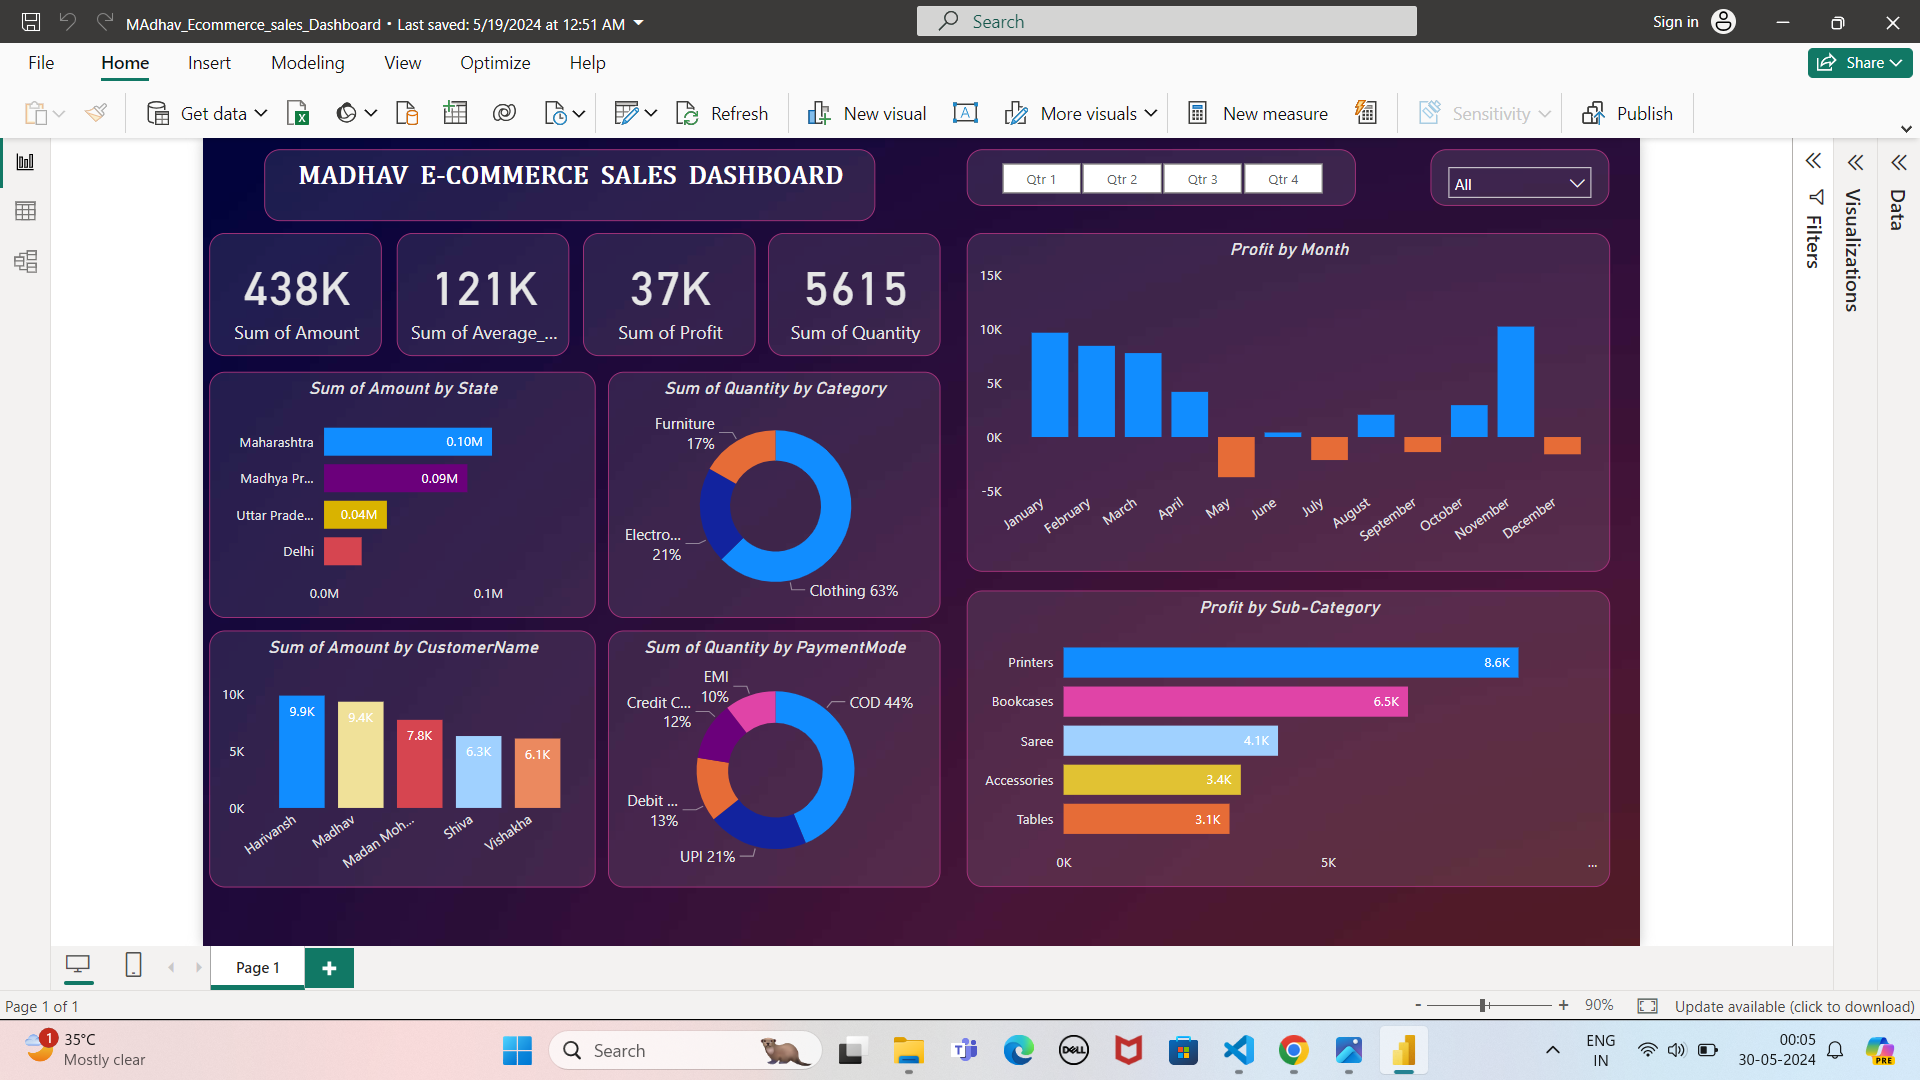 MAdhav_Ecommerce_sales_Dashboard • Last saved: 5/19/2024 at 12:51 AM
Search
Sign in
File Home Insert Modeling View Optimize Help
Share
Get data
Refresh
New visual
More visuals
New measure
Sensitivity
Publish
MADHAV E-COMMERCE SALES DASHBOARD
Qtr 1 Qtr 2 Qtr 3 Qtr 4
All
438K
Sum of Amount
121K
Sum of Average_...
37K
Sum of Profit
5615
Sum of Quantity
Sum of Amount by State
Maharashtra 0.10M
Madhya Pr... 0.09M
Uttar Prade... 0.04M
Delhi
0.0M 0.1M
Sum of Quantity by Category
Furniture
17%
Electro...
21%
Clothing 63%
Profit by Month
15K
10K
5K
0K
-5K
January February March April May June July August September October November December
Sum of Amount by CustomerName
10K
5K
0K
9.9K 9.4K 7.8K 6.3K 6.1K
Harivansh Madhav Madan Moh... Shiva Vishakha
Sum of Quantity by PaymentMode
EMI
10%
Credit C...
12%
COD 44%
Debit ...
13%
UPI 21%
Profit by Sub-Category
Printers 8.6K
Bookcases 6.5K
Saree 4.1K
Accessories 3.4K
Tables 3.1K
0K 5K ...
Filters
Visualizations
Data
Page 1
Page 1 of 1
- + 90%
Update available (click to download)
1
35°C
Mostly clear
Search
DELL
PRE
ENG
IN
00:05
30-05-2024